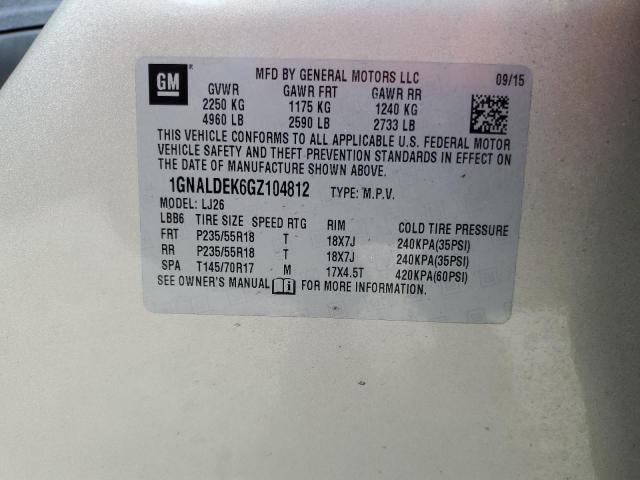 GM ®
MFD BY GENERAL MOTORS LLC 09/15
GVWR GAWR FRT GAWR RR
2250 KG 1175 KG 1240 KG
4960 LB 2590 LB 2733 LB
THIS VEHICLE CONFORMS TO ALL APPLICABLE U.S. FEDERAL MOTOR
VEHICLE SAFETY AND THEFT PREVENTION STANDARDS IN EFFECT ON
THE DATE OF MANUFACTURE SHOWN ABOVE.
1GNALDEK6GZ104812 TYPE: M.P.V.
MODEL: LJ26
LBB6 TIRE SIZE SPEED RTG RIM COLD TIRE PRESSURE
FRT P235/55R18 T 18X7J 240KPA(35PSI)
RR P235/55R18 T 18X7J 240KPA(35PSI)
SPA T145/70R17 M 17X4.5T 420KPA(60PSI)
SEE OWNER'S MANUAL FOR MORE INFORMATION.